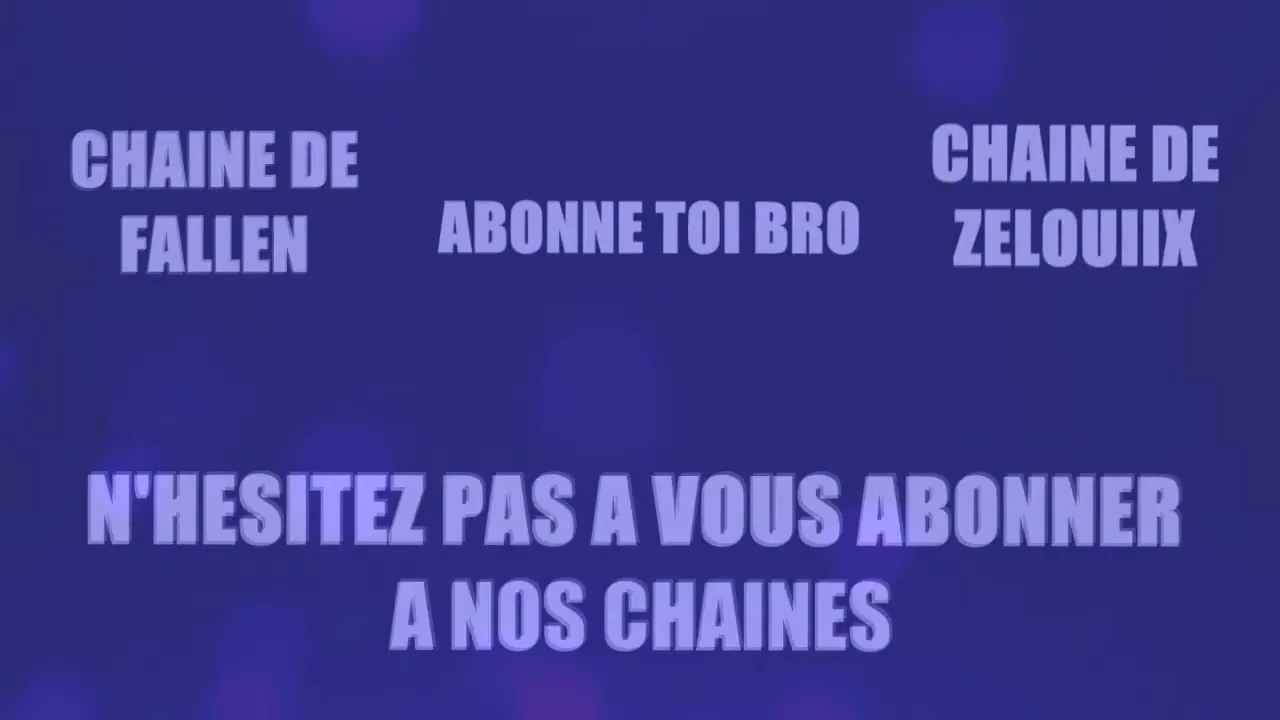 CHAINE DE
FALLEN
ABONNE TOI BRO
CHAINE DE
ZELOUIIX
N'HESITEZ PAS A VOUS ABONNER
A NOS CHAINES